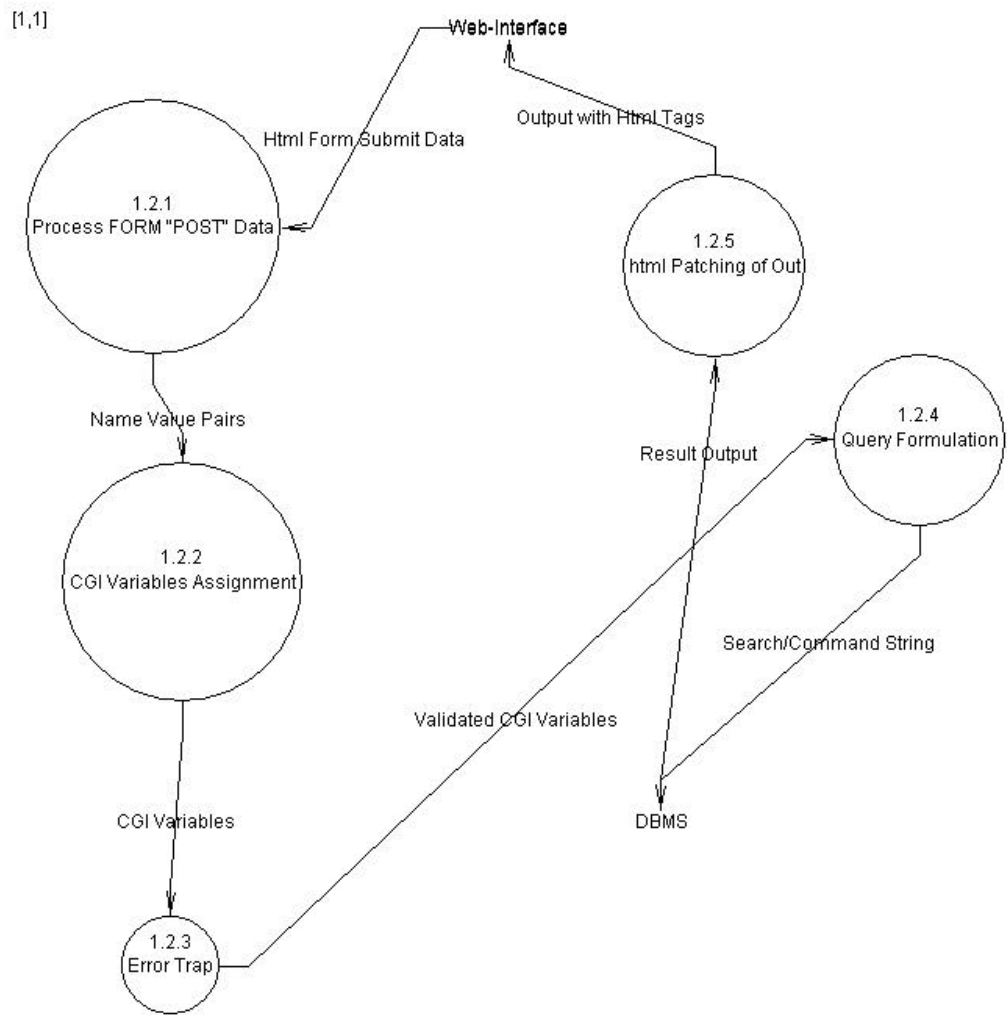 [1,1]
Web-Interface
Output with Html Tags
Html Form Submit Data
1.2.1
Process FORM "POST" Data
1.2.5
html Patching of Out
Name Value Pairs
1.2.4
Query Formulation
Result Output
1.2.2
CGI Variables Assignment
Search/Command String
Validated CGI Variables
CGI Variables
DBMS
1.2.3
Error Trap